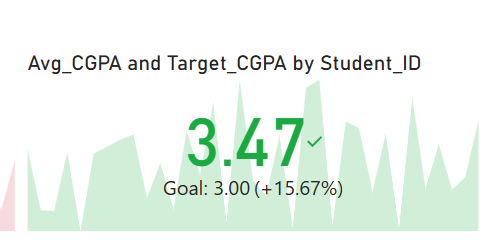 Avg_CGPA and Target_CGPA by Student_ID
3.47✓
Goal: 3.00 (+15.67%)